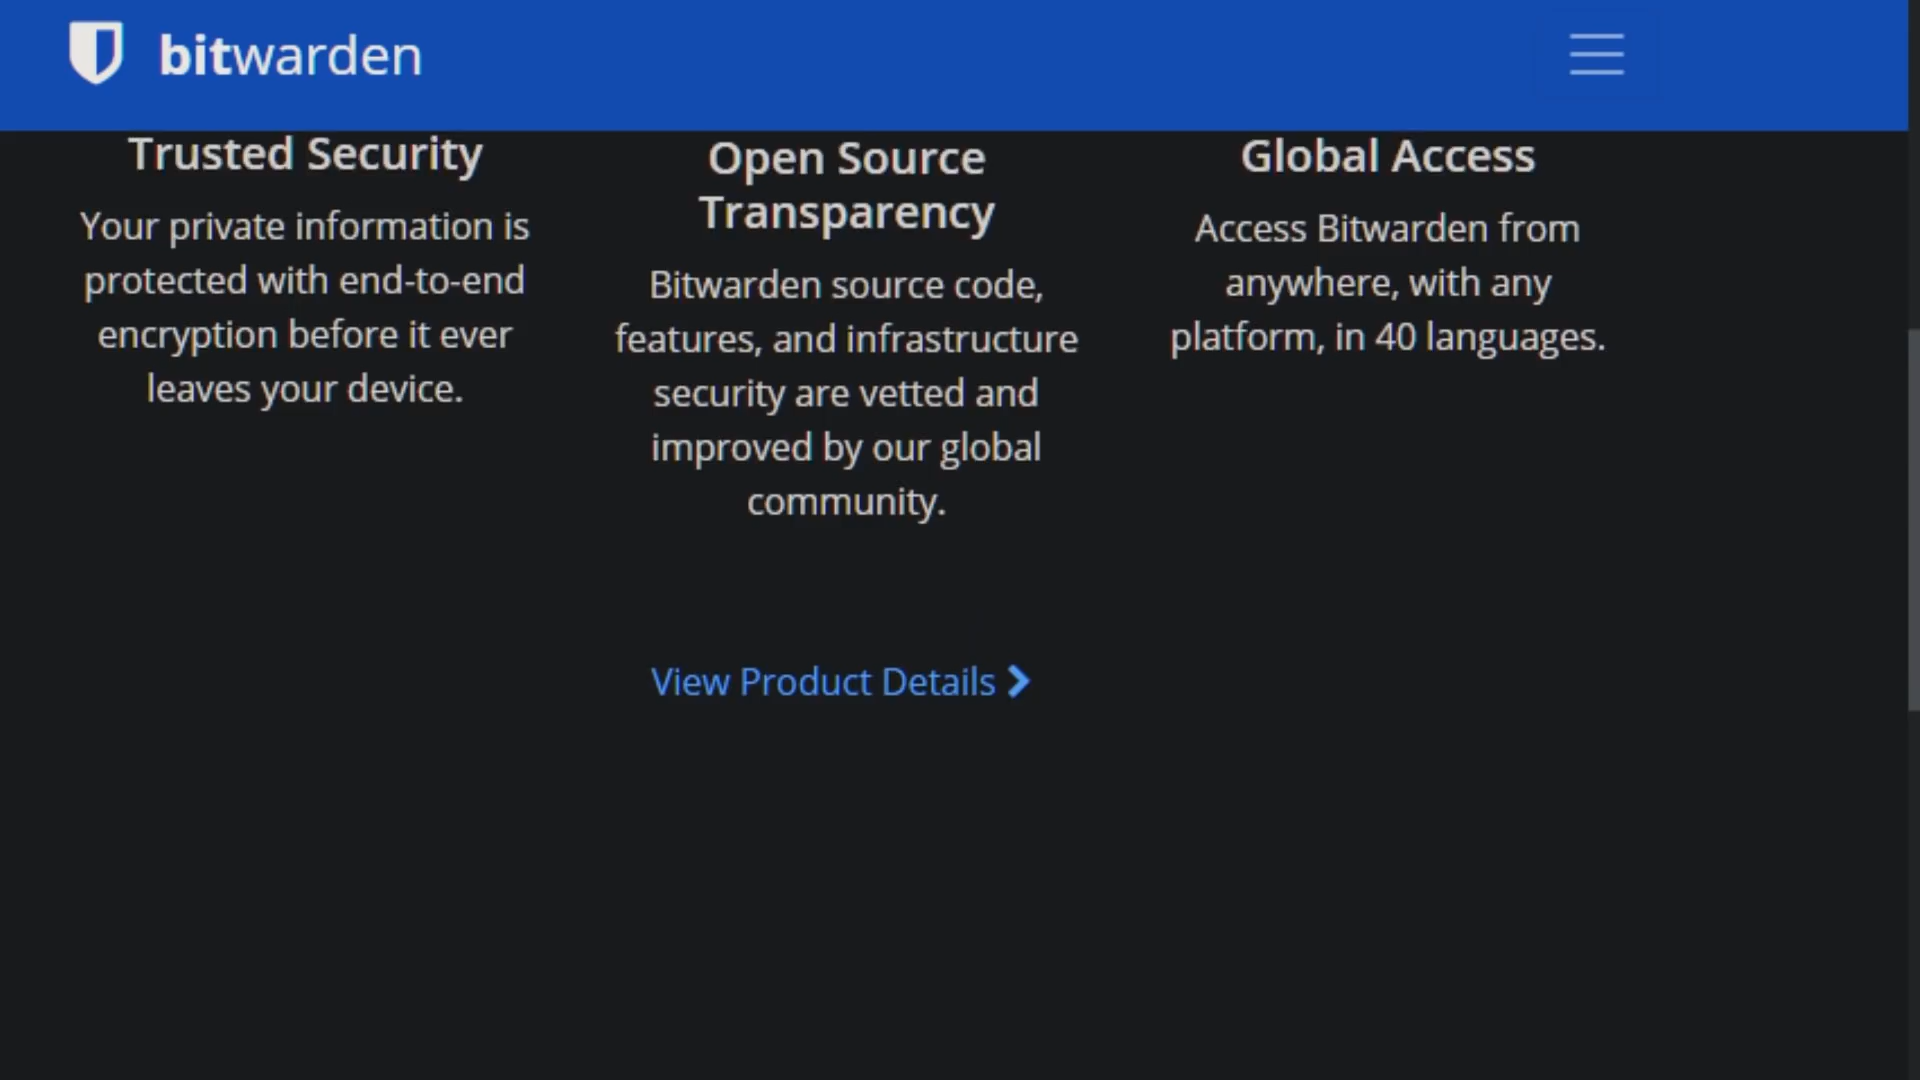 bitwarden
Trusted Security
Your private information is
protected with end-to-end
encryption before it ever
leaves your device.
Open Source
Transparency
Bitwarden source code,
features, and infrastructure
security are vetted and
improved by our global
community.
Global Access
Access Bitwarden from
anywhere, with any
platform, in 40 languages.
View Product Details